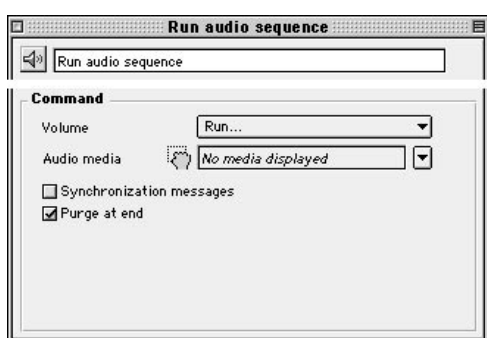 Run audio sequence
Run audio sequence
Command
Volume Run...
Audio media No media displayed
Synchronization messages
Purge at end